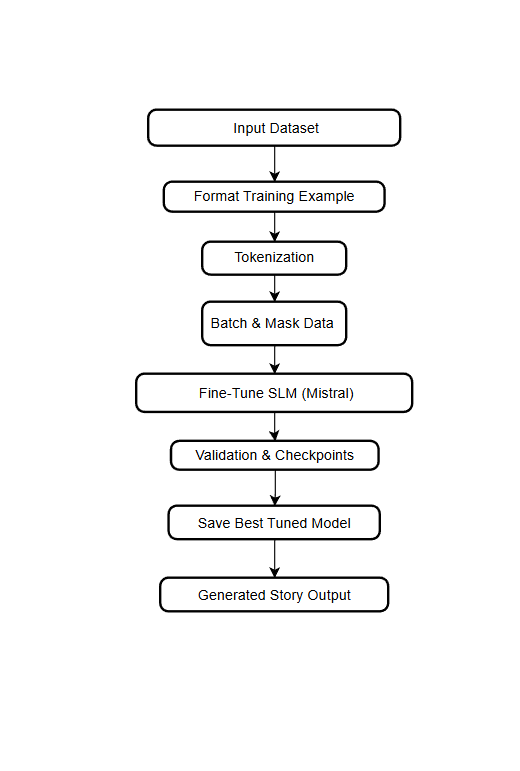 Input Dataset
Format Training Example
Tokenization
Batch & Mask Data
Fine-Tune SLM (Mistral)
Validation & Checkpoints
Save Best Tuned Model
Generated Story Output